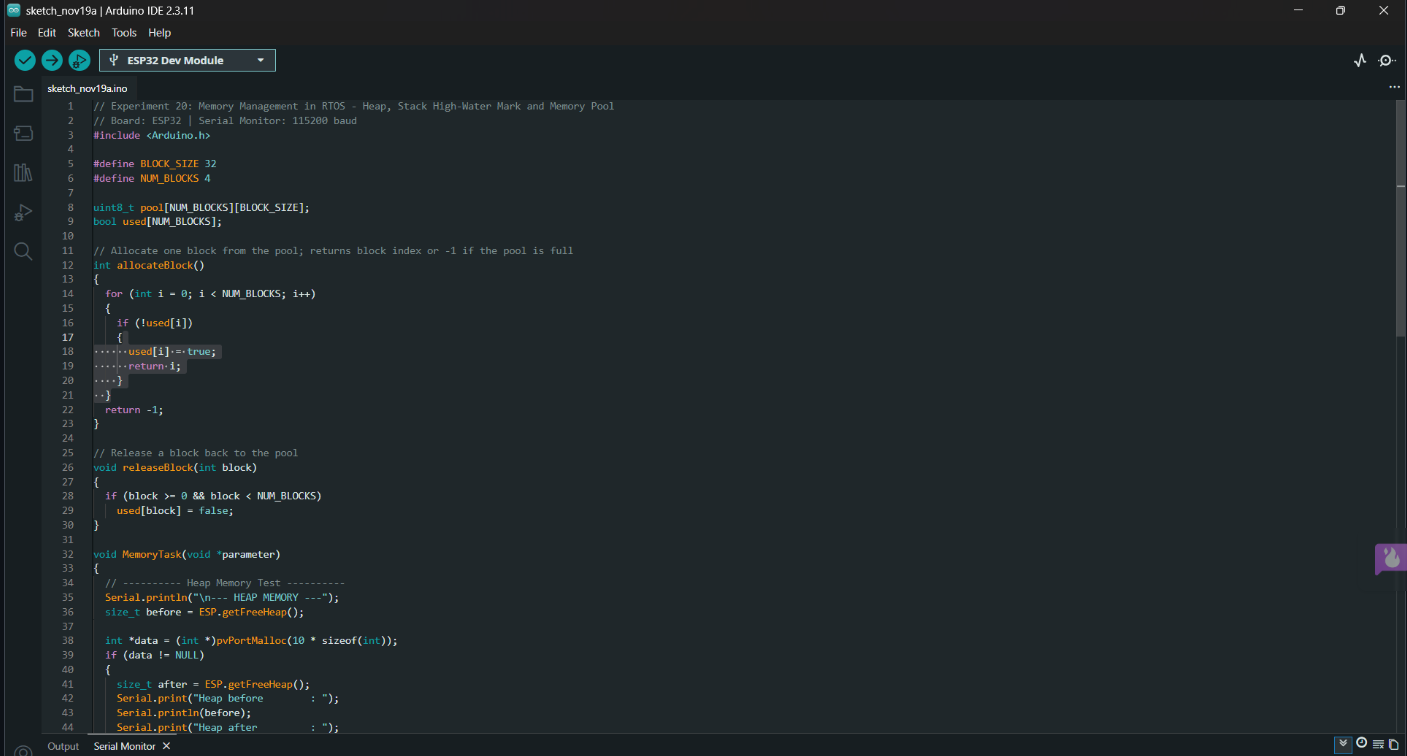 sketch_nov19a | Arduino IDE 2.3.11
File Edit Sketch Tools Help
ESP32 Dev Module
sketch_nov19a.ino
1 // Experiment 20: Memory Management in RTOS - Heap, Stack High-Water Mark and Memory Pool
2 // Board: ESP32 | Serial Monitor: 115200 baud
3 #include <Arduino.h>
4
5 #define BLOCK_SIZE 32
6 #define NUM_BLOCKS 4
7
8 uint8_t pool[NUM_BLOCKS][BLOCK_SIZE];
9 bool used[NUM_BLOCKS];
10
11 // Allocate one block from the pool; returns block index or -1 if the pool is full
12 int allocateBlock()
13 {
14   for (int i = 0; i < NUM_BLOCKS; i++)
15   {
16     if (!used[i])
17     {
18 ······used[i]·=·true;
19 ······return·i;
20 ····}
21 ··}
22   return -1;
23 }
24
25 // Release a block back to the pool
26 void releaseBlock(int block)
27 {
28   if (block >= 0 && block < NUM_BLOCKS)
29     used[block] = false;
30 }
31
32 void MemoryTask(void *parameter)
33 {
34   // ---------- Heap Memory Test ----------
35   Serial.println("\n--- HEAP MEMORY ---");
36   size_t before = ESP.getFreeHeap();
37
38   int *data = (int *)pvPortMalloc(10 * sizeof(int));
39   if (data != NULL)
40   {
41     size_t after = ESP.getFreeHeap();
42     Serial.print("Heap before        : ");
43     Serial.println(before);
44     Serial.print("Heap after         : ");
Output Serial Monitor